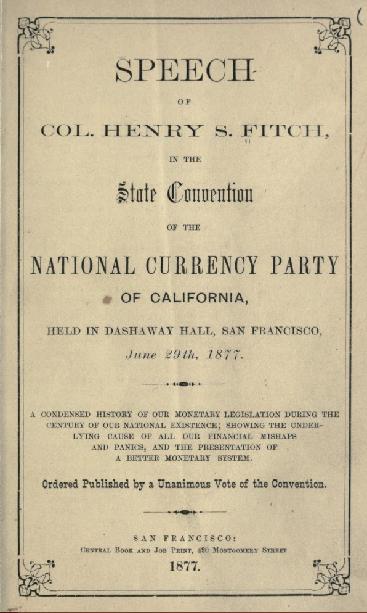 SPEECH
OF
COL. HENRY S. FITCH,
IN THE
State Convention
OF THE
NATIONAL CURRENCY PARTY
OF CALIFORNIA,
HELD IN DASHAWAY HALL, SAN FRANCISCO,
June 29th, 1877.
A CONDENSED HISTORY OF OUR MONETARY LEGISLATION DURING THE
CENTURY OF OUR NATIONAL EXISTENCE; SHOWING THE UNDER-
LYING CAUSE OF ALL OUR FINANCIAL MISHAPS
AND PANICS, AND THE PRESENTATION OF
A BETTER MONETARY SYSTEM.
Ordered Published by a Unanimous Vote of the Convention.
SAN FRANCISCO:
CENTRAL BOOK AND JOB PRINT, MONTGOMERY STREET
1877.